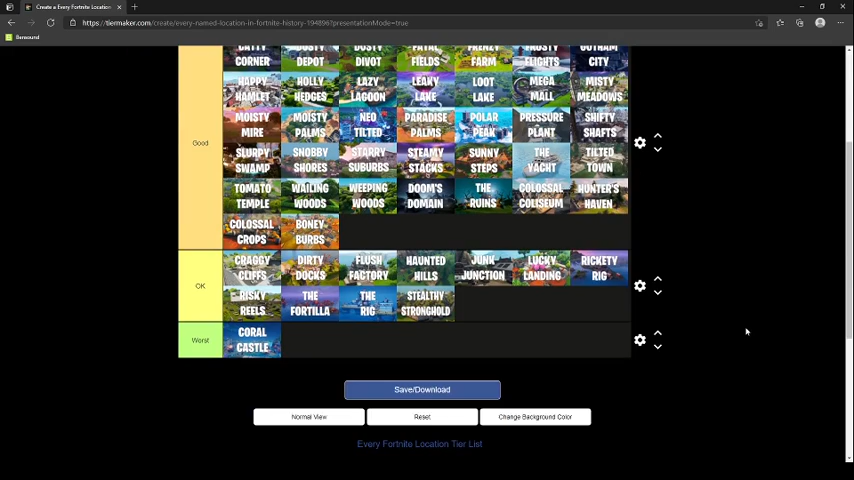 Create a Every Fortnite Location
https://tiermaker.com/create/every-named-location-in-fortnite-history-194896?presentationMode=true
Bensound
CATTY CORNER DUSTY DEPOT DUSTY DIVOT FATAL FIELDS FRENZY FARM FROSTY FLIGHTS GOTHAM CITY
HAPPY HAMLET HOLLY HEDGES LAZY LAGOON LEAKY LAKE LOOT LAKE MEGA MALL MISTY MEADOWS
Good
MOISTY MIRE MOISTY PALMS NEO TILTED PARADISE PALMS POLAR PEAK PRESSURE PLANT SHIFTY SHAFTS
SLURPY SWAMP SNOBBY SHORES STARRY SUBURBS STEAMY STACKS SUNNY STEPS THE YACHT TILTED TOWN
TOMATO TEMPLE WAILING WOODS WEEPING WOODS DOOM'S DOMAIN THE RUINS COLOSSAL COLISEUM HUNTER'S HAVEN
COLOSSAL CROPS BONEY BURBS
OK
CRAGGY CLIFFS DIRTY DOCKS FLUSH FACTORY HAUNTED HILLS JUNK JUNCTION LUCKY LANDING RICKETY RIG
RISKY REELS THE FORTILLA THE RIG STEALTHY STRONGHOLD
Worst
CORAL CASTLE
Save/Download
Normal View Reset Change Background Color
Every Fortnite Location Tier List